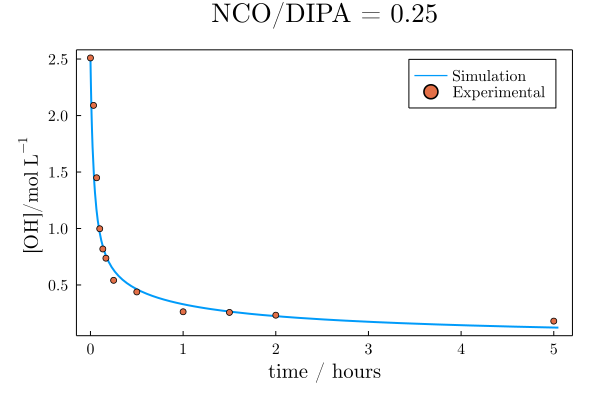 NCO/DIPA = 0.25
Simulation
Experimental
[OH]/mol L⁻¹
2.5
2.0
1.5
1.0
0.5
0 1 2 3 4 5
time / hours